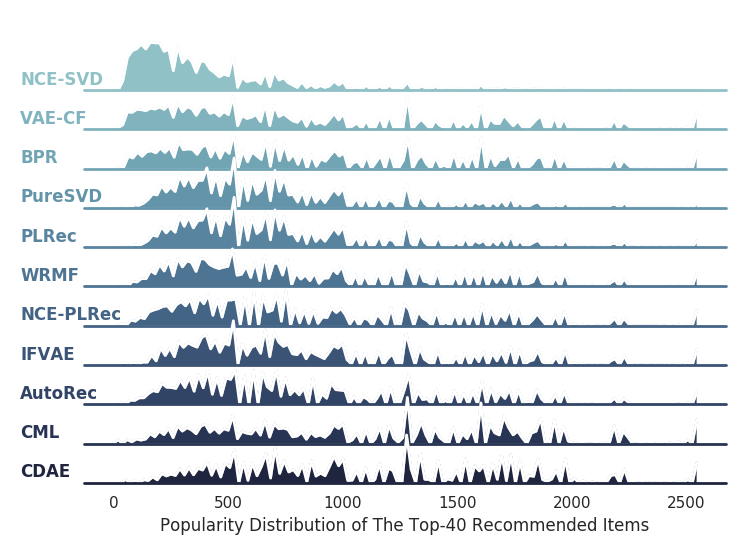 NCE-SVD
VAE-CF
BPR
PureSVD
PLRec
WRMF
NCE-PLRec
IFVAE
AutoRec
CML
CDAE
0 500 1000 1500 2000 2500
Popularity Distribution of The Top-40 Recommended Items